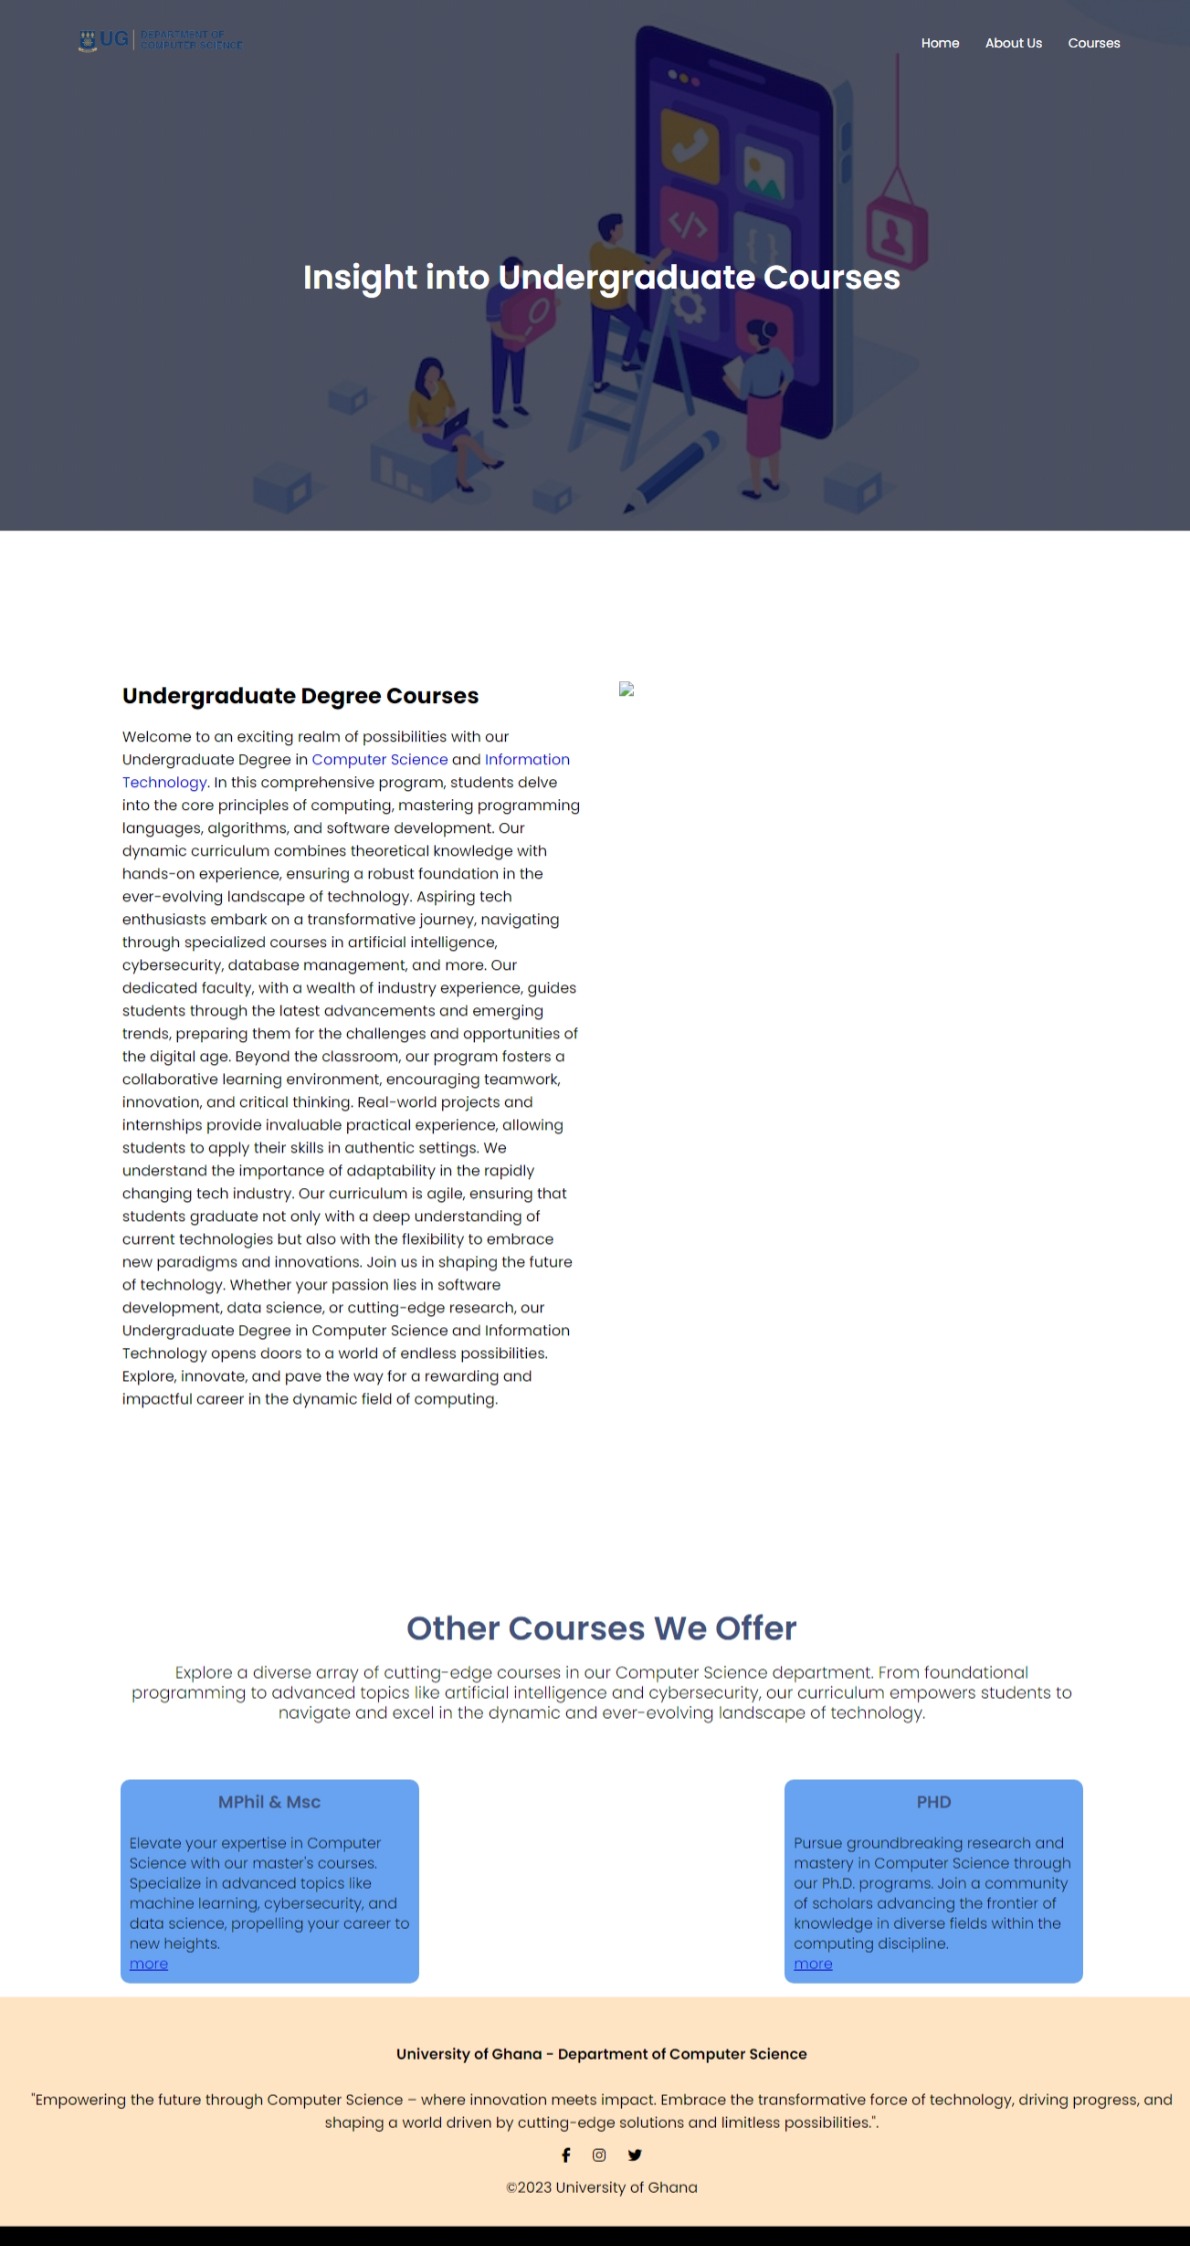 UG
DEPARTMENT OF
COMPUTER SCIENCE
Home
About Us
Courses
Insight into Undergraduate Courses
Undergraduate Degree Courses
Welcome to an exciting realm of possibilities with our
Undergraduate Degree in Computer Science and Information
Technology. In this comprehensive program, students delve
into the core principles of computing, mastering programming
languages, algorithms, and software development. Our
dynamic curriculum combines theoretical knowledge with
hands-on experience, ensuring a robust foundation in the
ever-evolving landscape of technology. Aspiring tech
enthusiasts embark on a transformative journey, navigating
through specialized courses in artificial intelligence,
cybersecurity, database management, and more. Our
dedicated faculty, with a wealth of industry experience, guides
students through the latest advancements and emerging
trends, preparing them for the challenges and opportunities of
the digital age. Beyond the classroom, our program fosters a
collaborative learning environment, encouraging teamwork,
innovation, and critical thinking. Real-world projects and
internships provide invaluable practical experience, allowing
students to apply their skills in authentic settings. We
understand the importance of adaptability in the rapidly
changing tech industry. Our curriculum is agile, ensuring that
students graduate not only with a deep understanding of
current technologies but also with the flexibility to embrace
new paradigms and innovations. Join us in shaping the future
of technology. Whether your passion lies in software
development, data science, or cutting-edge research, our
Undergraduate Degree in Computer Science and Information
Technology opens doors to a world of endless possibilities.
Explore, innovate, and pave the way for a rewarding and
impactful career in the dynamic field of computing.
Other Courses We Offer
Explore a diverse array of cutting-edge courses in our Computer Science department. From foundational
programming to advanced topics like artificial intelligence and cybersecurity, our curriculum empowers students to
navigate and excel in the dynamic and ever-evolving landscape of technology.
MPhil & Msc
Elevate your expertise in Computer
Science with our master's courses.
Specialize in advanced topics like
machine learning, cybersecurity, and
data science, propelling your career to
new heights.
more
PHD
Pursue groundbreaking research and
mastery in Computer Science through
our Ph.D. programs. Join a community
of scholars advancing the frontier of
knowledge in diverse fields within the
computing discipline.
more
University of Ghana - Department of Computer Science
"Empowering the future through Computer Science – where innovation meets impact. Embrace the transformative force of technology, driving progress, and
shaping a world driven by cutting-edge solutions and limitless possibilities.".
©2023 University of Ghana